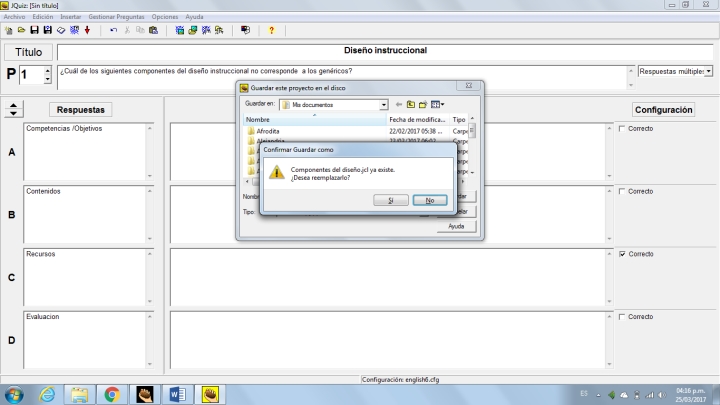 JQuiz: [Sin título]
Archivo Edición Insertar Gestionar Preguntas Opciones Ayuda
Título
Diseño instruccional
P 1
¿Cuál de los siguientes componentes del diseño instruccional no corresponde a los genéricos?
Respuestas múltiples
Guardar este proyecto en el disco
Guardar en: Mis documentos
Nombre Fecha de modifica... Tipo
Afrodita 22/02/2017 05:38 ... Carpe
Confirmar Guardar como
Componentes del diseño.jcl ya existe.
¿Desea reemplazarlo?
Sí No
Tipo:
Ayuda
Respuestas
Configuración
A
Competencias /Objetivos
Correcto
B
Contenidos
Correcto
C
Recursos
Correcto
D
Evaluacion
Correcto
Configuración: english6.cfg
ES
04:16 p.m.
25/03/2017